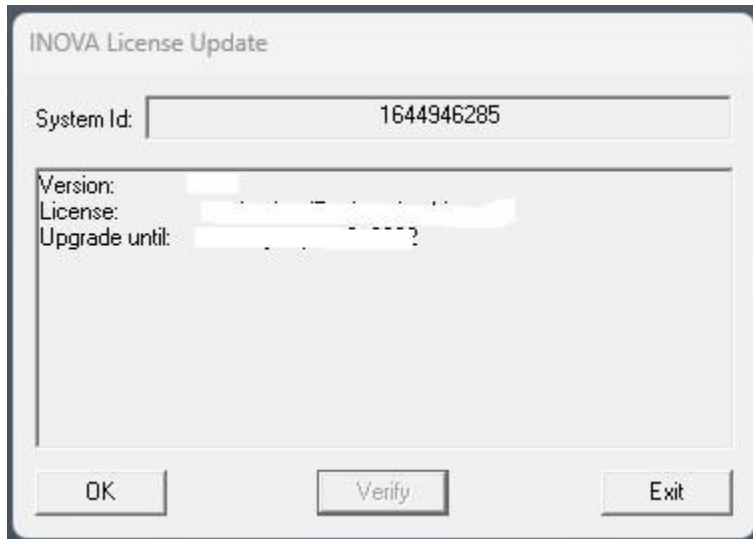 INOVA License Update
System Id: 1644946285
Version:
License:
Upgrade until:
OK Verify Exit